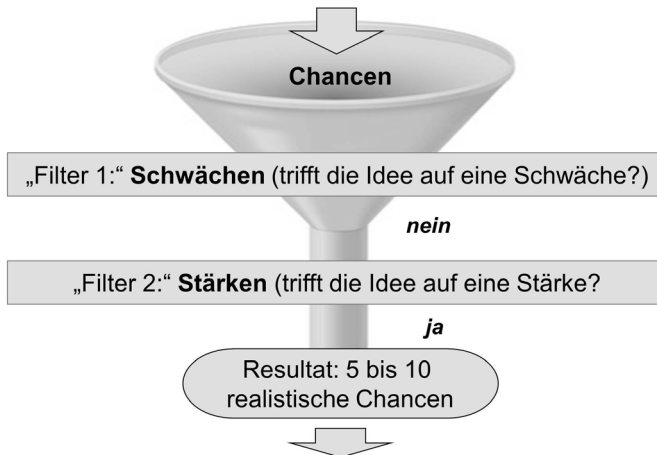 Chancen
„Filter 1:“ Schwächen (trifft die Idee auf eine Schwäche?)
nein
„Filter 2:“ Stärken (trifft die Idee auf eine Stärke?
ja
Resultat: 5 bis 10
realistische Chancen